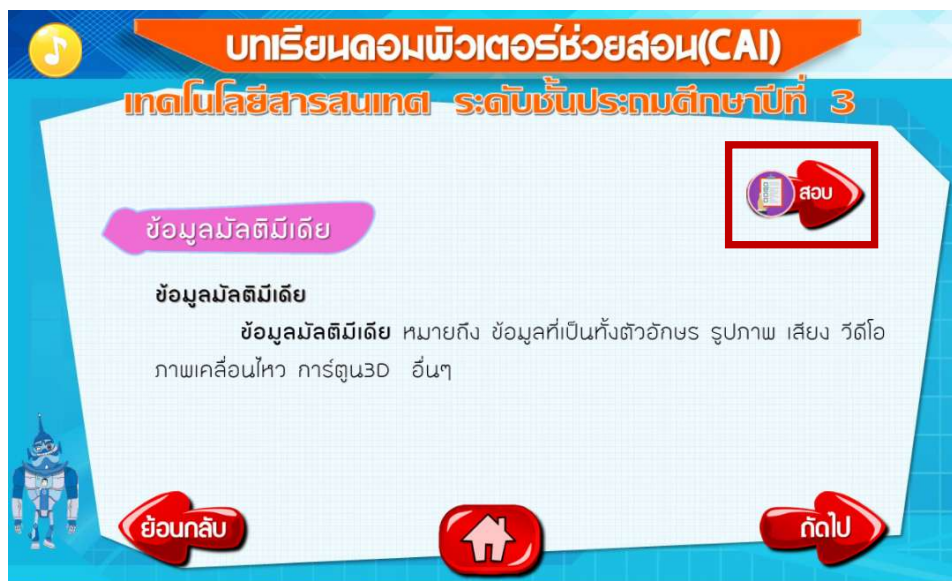 บทเรียนคอมพิวเตอร์ช่วยสอน(CAI)
เทคโนโลยีสารสนเทศ ระดับชั้นประถมศึกษาปีที่ 3
สอบ
ข้อมูลมัลติมีเดีย
ข้อมูลมัลติมีเดีย
ข้อมูลมัลติมีเดีย หมายถึง ข้อมูลที่เป็นทั้งตัวอักษร รูปภาพ เสียง วีดีโอ
ภาพเคลื่อนไหว การ์ตูน3D อื่นๆ
ย้อนกลับ
ถัดไป